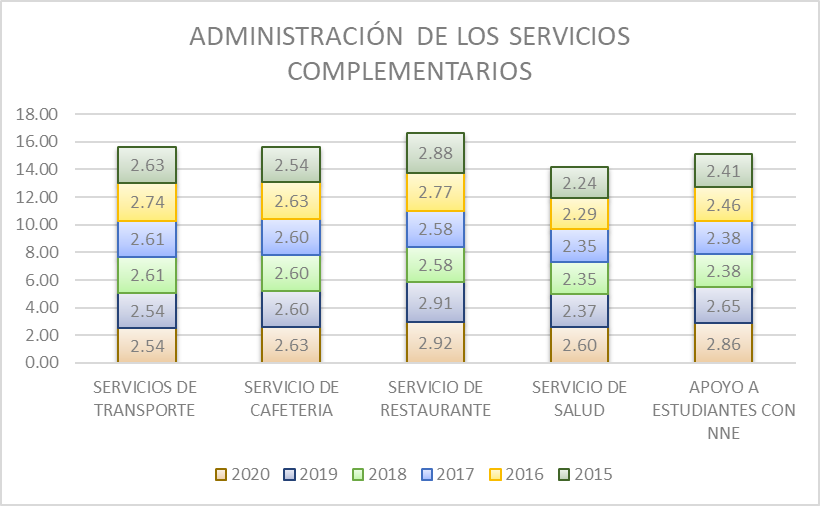 ADMINISTRACIÓN DE LOS SERVICIOS
COMPLEMENTARIOS
18.00
16.00
14.00
12.00
10.00
8.00
6.00
4.00
2.00
0.00
2.63 2.54 2.88 2.24 2.41
2.74 2.63 2.77 2.29 2.46
2.61 2.60 2.58 2.35 2.38
2.61 2.60 2.58 2.35 2.38
2.54 2.60 2.91 2.37 2.65
2.54 2.63 2.92 2.60 2.86
SERVICIOS DE
TRANSPORTE
SERVICIO DE
CAFETERIA
SERVICIO DE
RESTAURANTE
SERVICIO DE
SALUD
APOYO A
ESTUDIANTES CON
NNE
2020 2019 2018 2017 2016 2015